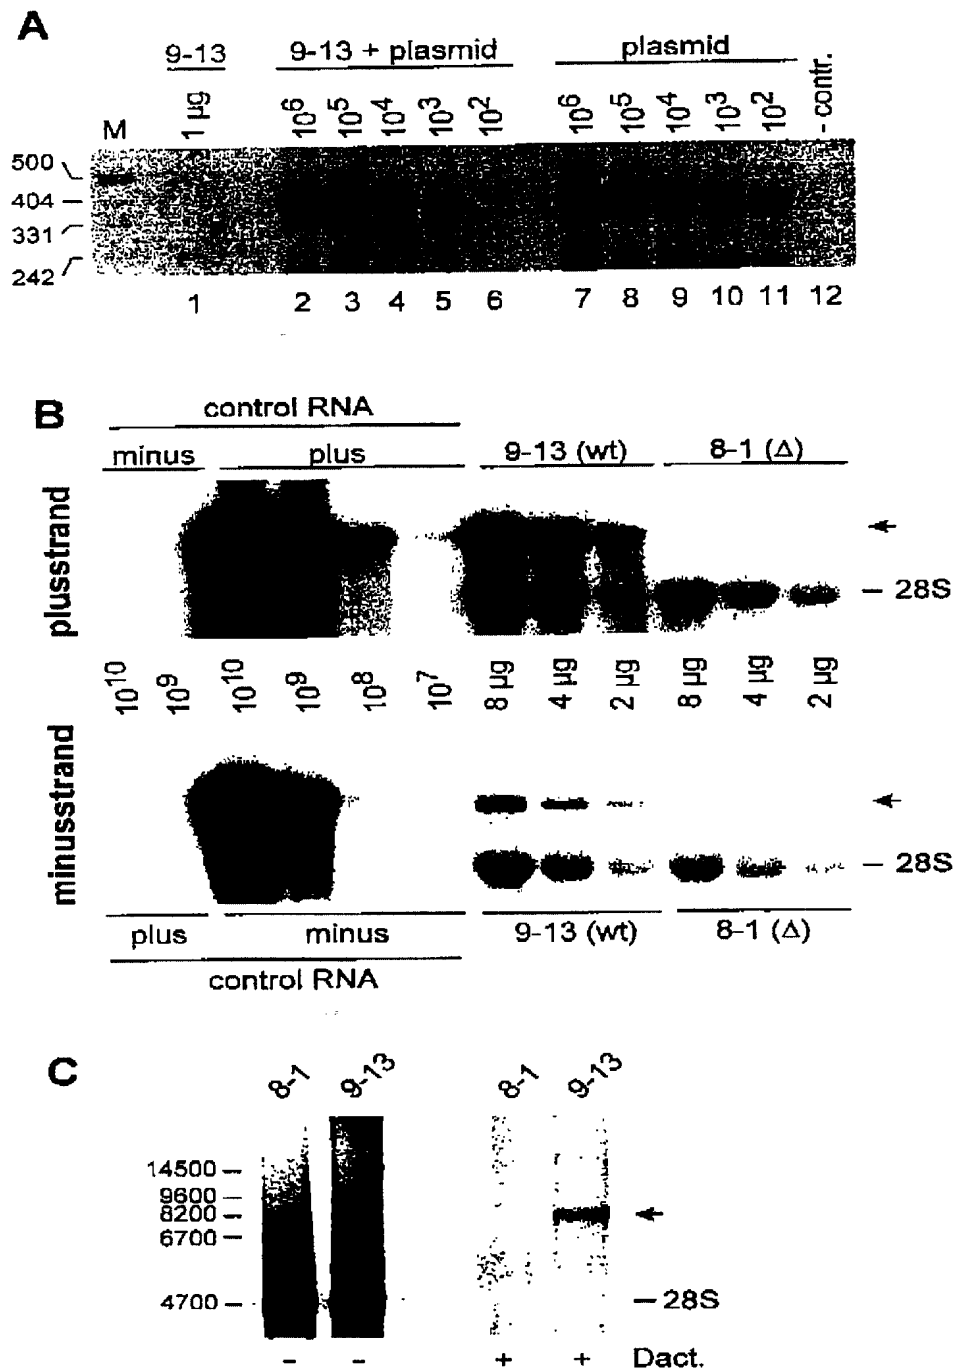 A
9-13 9-13 + plasmid plasmid
M 1 µg 10⁶ 10⁵ 10⁴ 10³ 10² 10⁶ 10⁵ 10⁴ 10³ 10² - contr.
500
404
331
242
1 2 3 4 5 6 7 8 9 10 11 12
B
control RNA
minus plus 9-13 (wt) 8-1 (Δ)
plusstrand
28S
10¹⁰ 10⁹ 10¹⁰ 10⁹ 10⁸ 10⁷ 8 µg 4 µg 2 µg 8 µg 4 µg 2 µg
minusstrand
28S
plus minus 9-13 (wt) 8-1 (Δ)
control RNA
C
8-1 9-13 8-1 9-13
14500
9600
8200
6700
4700 28S
- - + + Dact.